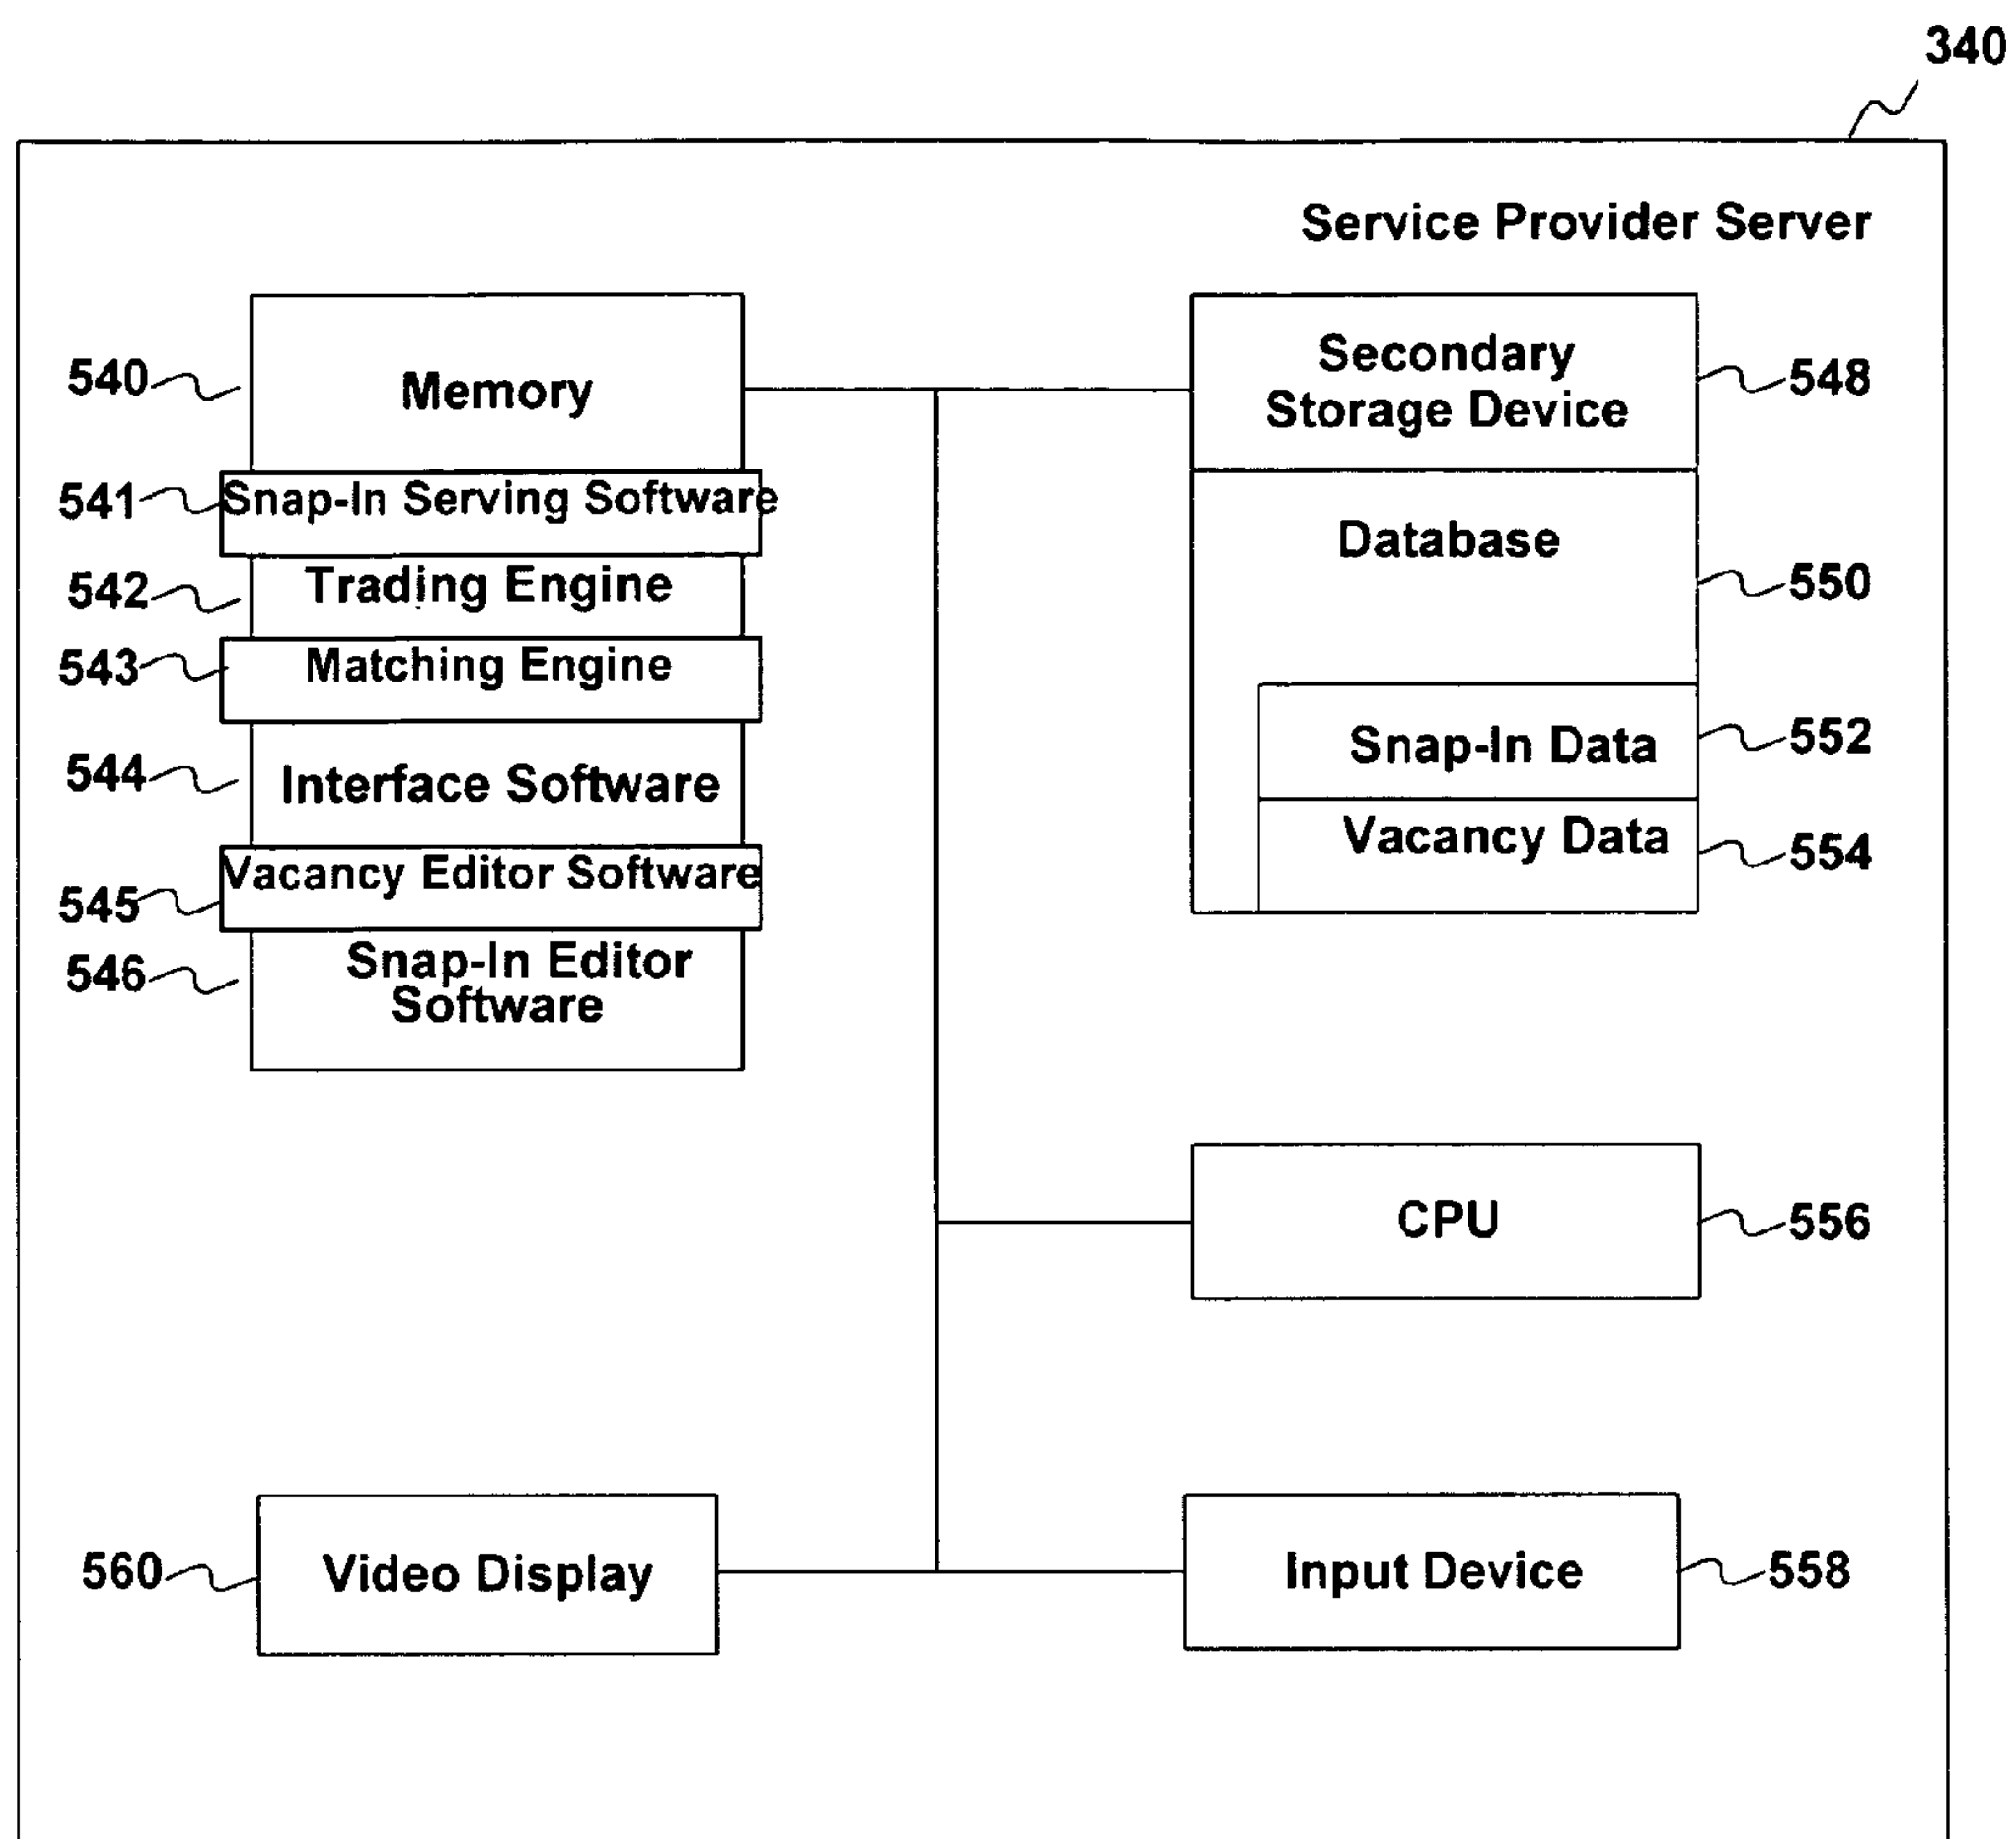 340
Service Provider Server
540
Memory
541
Snap-In Serving Software
542
Trading Engine
543
Matching Engine
544
Interface Software
545
Vacancy Editor Software
546
Snap-In Editor
Software
Secondary
Storage Device
548
Database
550
Snap-In Data
552
Vacancy Data
554
CPU
556
560
Video Display
Input Device
558